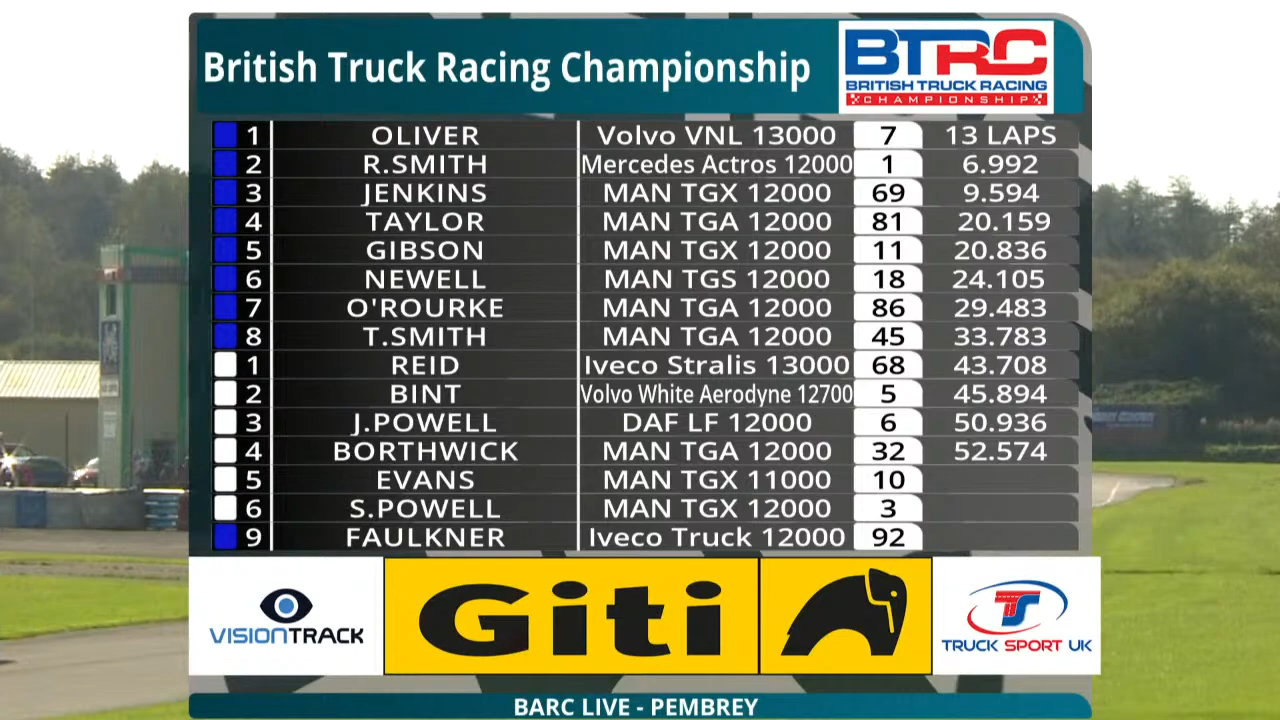 British Truck Racing Championship
BTRC
BRITISH TRUCK RACING
CHAMPIONSHIP
1 OLIVER Volvo VNL 13000 7 13 LAPS
2 R.SMITH Mercedes Actros 12000 1 6.992
3 JENKINS MAN TGX 12000 69 9.594
4 TAYLOR MAN TGA 12000 81 20.159
5 GIBSON MAN TGX 12000 11 20.836
6 NEWELL MAN TGS 12000 18 24.105
7 O'ROURKE MAN TGA 12000 86 29.483
8 T.SMITH MAN TGA 12000 45 33.783
1 REID Iveco Stralis 13000 68 43.708
2 BINT Volvo White Aerodyne 12700 5 45.894
3 J.POWELL DAF LF 12000 6 50.936
4 BORTHWICK MAN TGA 12000 32 52.574
5 EVANS MAN TGX 11000 10
6 S.POWELL MAN TGX 12000 3
9 FAULKNER Iveco Truck 12000 92
VISIONTRACK
Giti
TS
TRUCK SPORT UK
BARC LIVE - PEMBREY